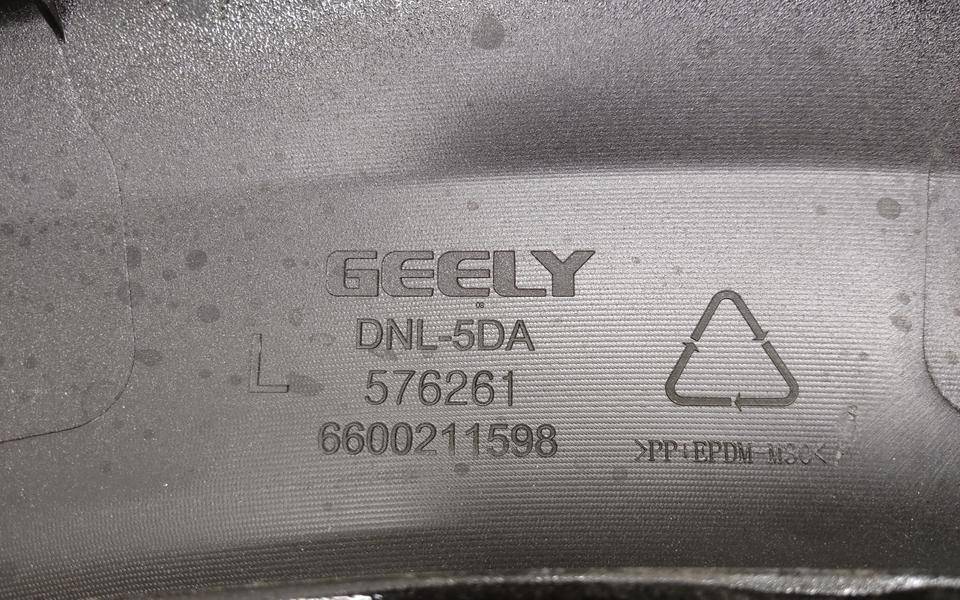 GEELY
DNL-5DA
L
576261
6600211598
>PP+EPDM-M30<